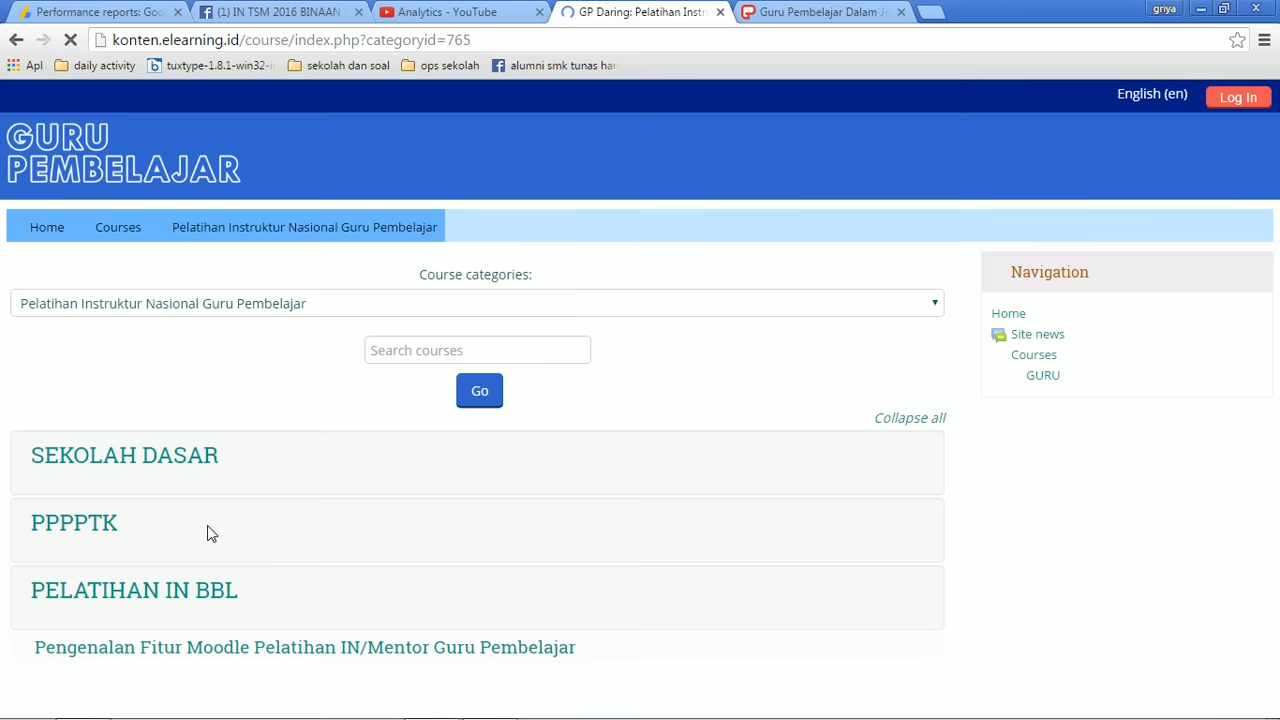 Performance reports: Goo
(1) IN TSM 2016 BINAAN
Analytics - YouTube
GP Daring: Pelatihan Instr
Guru Pembelajar Dalam Je
griya
konten.elearning.id/course/index.php?categoryid=765
Apl
daily activity
tuxtype-1.8.1-win32-i
sekolah dan soal
ops sekolah
alumni smk tunas har
English (en)
Log In
GURU
PEMBELAJAR
Home
Courses
Pelatihan Instruktur Nasional Guru Pembelajar
Course categories:
Pelatihan Instruktur Nasional Guru Pembelajar
Search courses
Go
Collapse all
SEKOLAH DASAR
PPPPTK
PELATIHAN IN BBL
Pengenalan Fitur Moodle Pelatihan IN/Mentor Guru Pembelajar
Navigation
Home
Site news
Courses
GURU